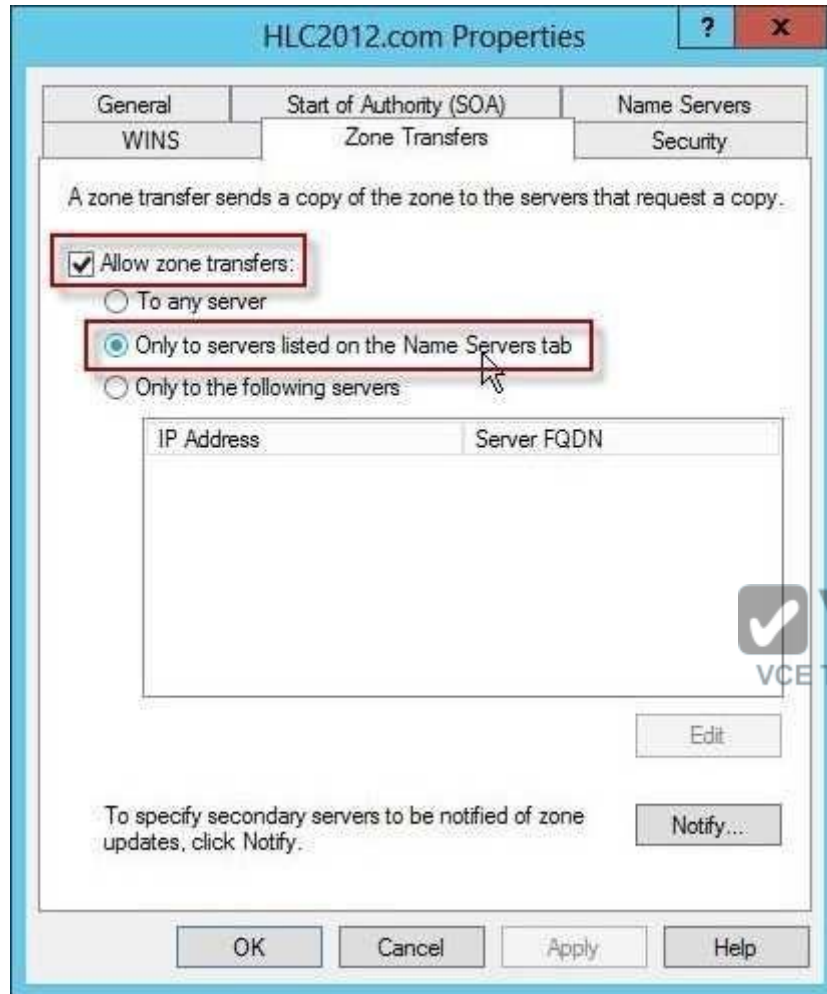 HLC2012.com Properties
?
x
General
Start of Authority (SOA)
Name Servers
WINS
Zone Transfers
Security
A zone transfer sends a copy of the zone to the servers that request a copy.
Allow zone transfers:
To any server
Only to servers listed on the Name Servers tab
Only to the following servers
IP Address
Server FQDN
VCE
Edit
To specify secondary servers to be notified of zone
updates, click Notify.
Notify...
OK
Cancel
Apply
Help